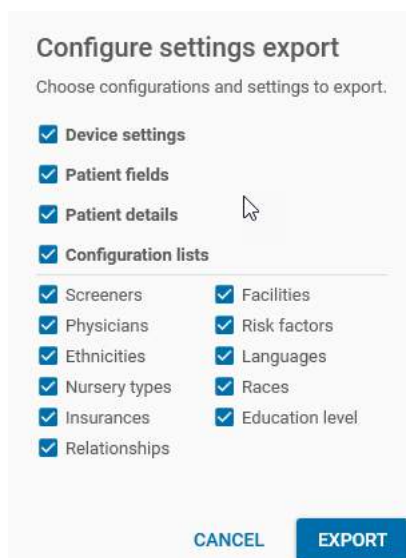 Configure settings export
Choose configurations and settings to export.
Device settings
Patient fields
Patient details
Configuration lists
Screeners Facilities
Physicians Risk factors
Ethnicities Languages
Nursery types Races
Insurances Education level
Relationships
CANCEL EXPORT